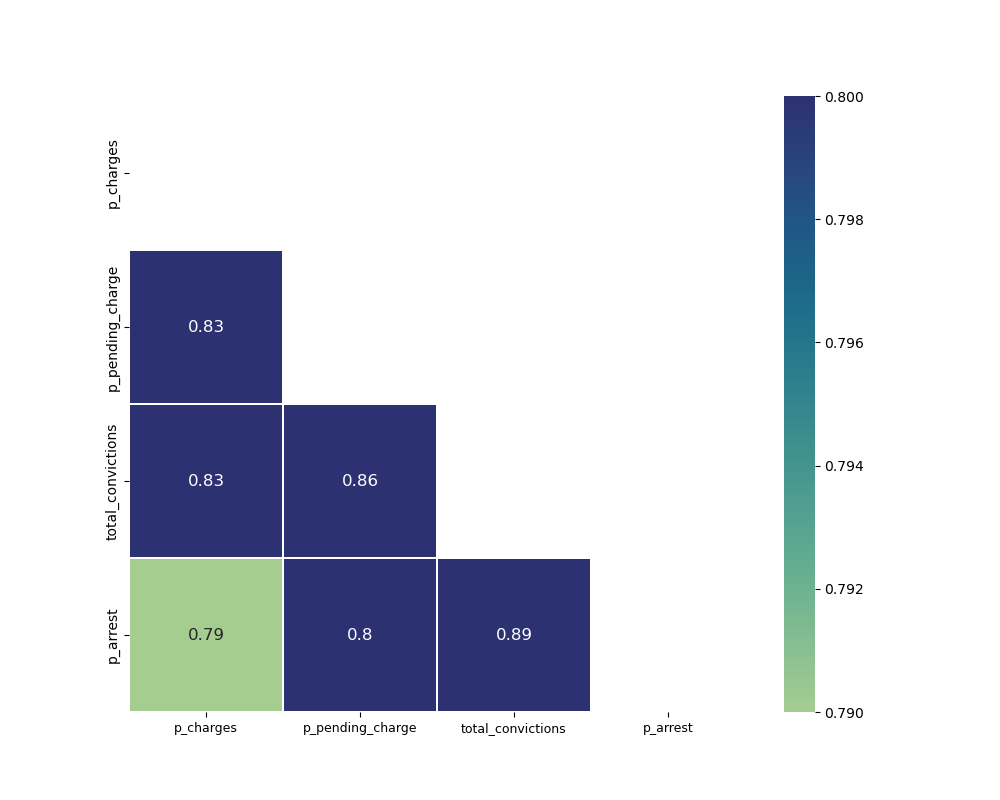 p_charges
p_pending_charge
total_convictions
p_arrest
0.83
0.83 0.86
0.79 0.8 0.89
p_charges p_pending_charge total_convictions p_arrest
0.800
0.798
0.796
0.794
0.792
0.790